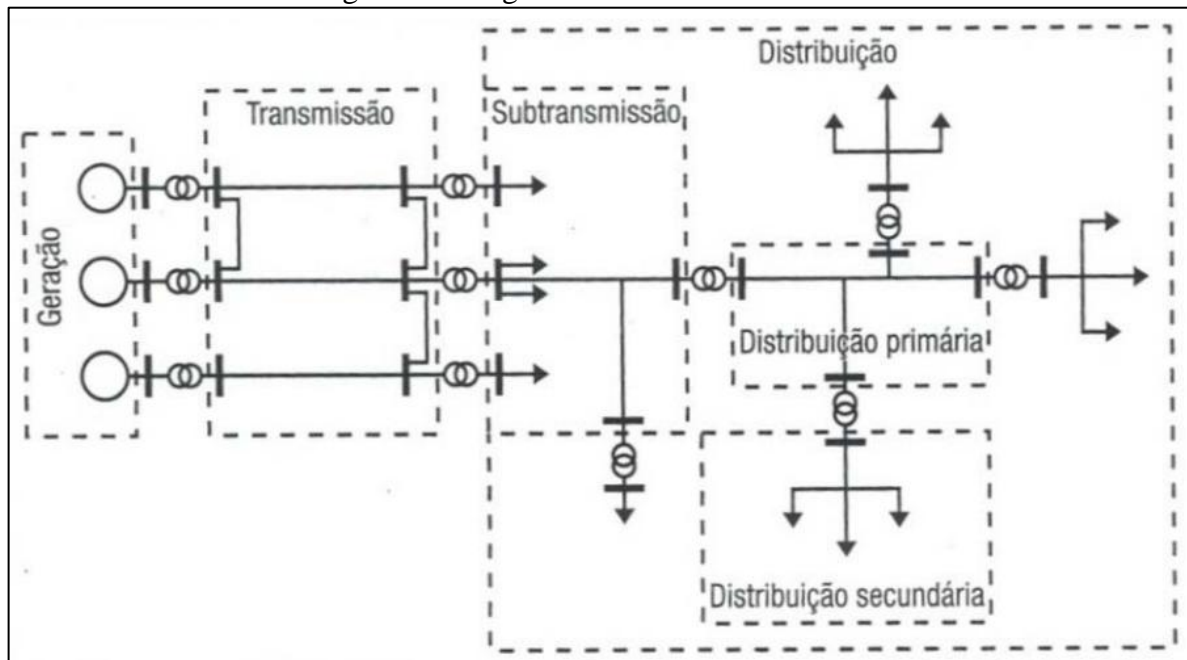 Distribuição
Transmissão
Subtransmissão
Geração
Distribuição primária
Distribuição secundária